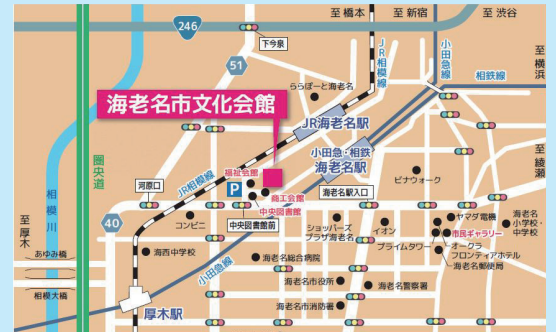 至橋本
至新宿
至渋谷
246
下今泉
51
ららぽーと海老名
JR相模線
小田急線
相鉄線
至横浜
海老名市文化会館
JR海老名駅
小田急・相鉄
海老名駅
圏央道
JR相模線
福祉会館
P
商工会館
中央図書館
海老名駅入口
ビナウォーク
至綾瀬
河原口
40
コンビニ
中央図書館前
ショッパーズ
プラザ海老名
イオン
ヤマダ電機
市民ギャラリー
プライムタワー
オークラ
フロンティアホテル
海老名郵便局
海老名
小学校・
中学校
相模川
至厚木
あゆみ橋
相模大橋
海西中学校
小田急線
海老名総合病院
海老名市役所
海老名警察署
海老名市消防署
厚木駅